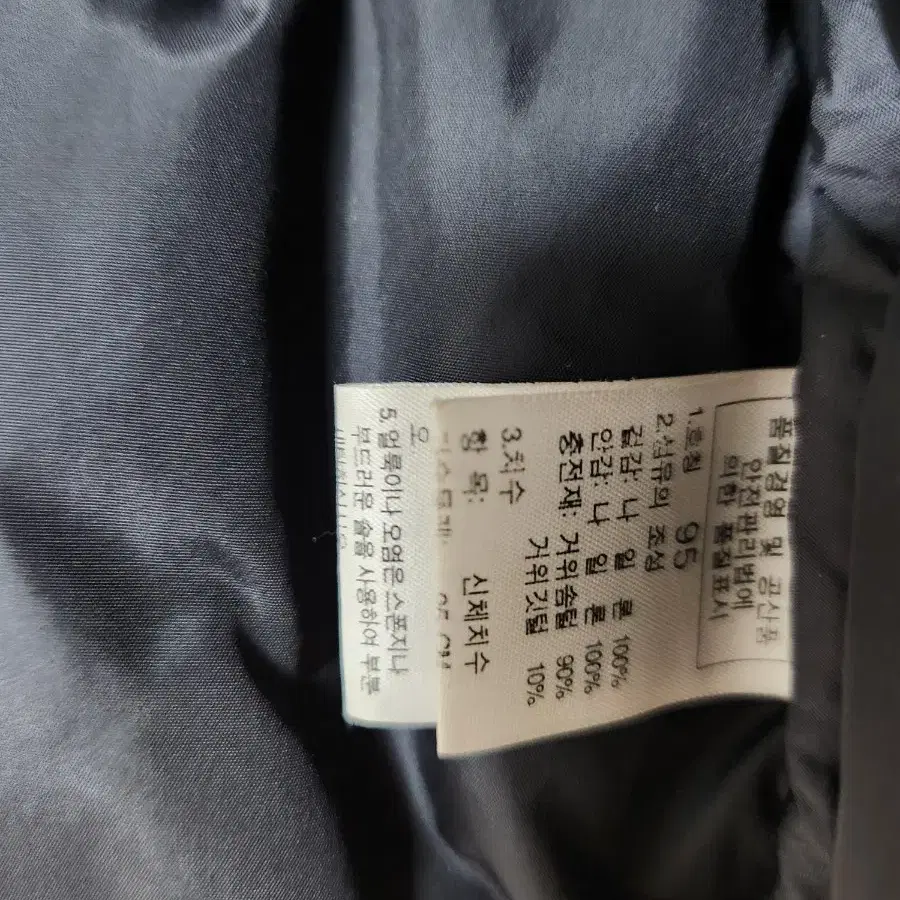 품질경영 및 공산품
안전관리법에
의한 품질표시
1.호칭 95
2.섬유의 조성
겉감: 나 일 론 100%
안감: 나 일 론 100%
충전재: 거위솜털 90%
거위깃털 10%
3.치수
항 목: 신체치수
95 CM
오
5.얼룩이나 오염은 스폰지나
부드러운 솔을 사용하여 부분